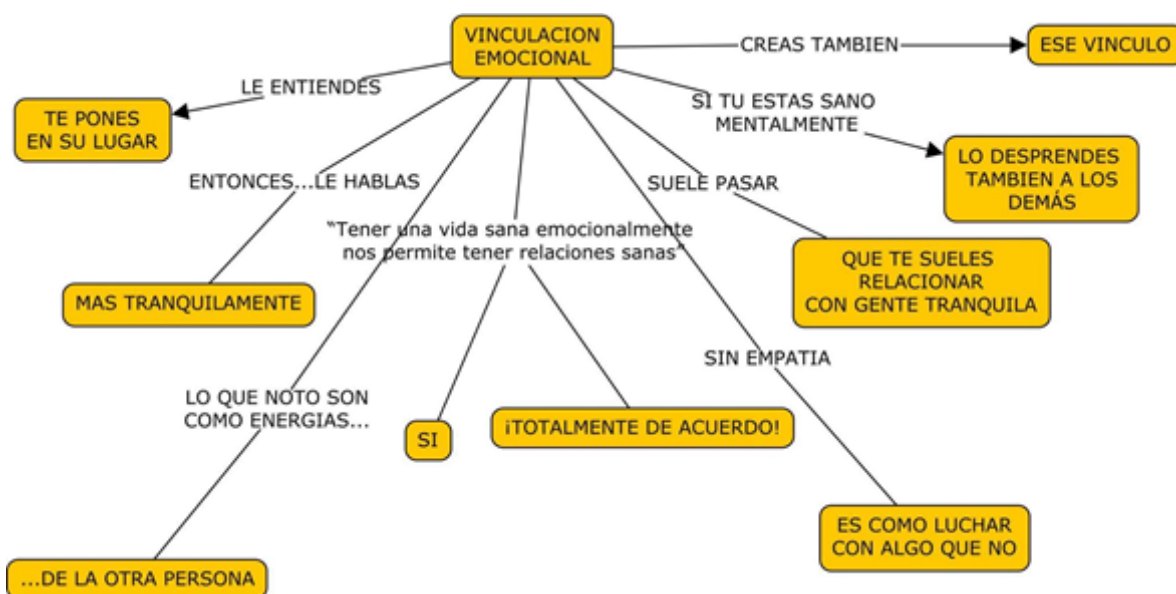 VINCULACION
EMOCIONAL
CREAS TAMBIEN
ESE VINCULO
LE ENTIENDES
TE PONES
EN SU LUGAR
SI TU ESTAS SANO
MENTALMENTE
LO DESPRENDES
TAMBIEN A LOS
DEMÁS
ENTONCES...LE HABLAS
MAS TRANQUILAMENTE
SUELE PASAR
QUE TE SUELES
RELACIONAR
CON GENTE TRANQUILA
“Tener una vida sana emocionalmente
nos permite tener relaciones sanas”
SI
¡TOTALMENTE DE ACUERDO!
SIN EMPATIA
ES COMO LUCHAR
CON ALGO QUE NO
LO QUE NOTO SON
COMO ENERGIAS...
...DE LA OTRA PERSONA